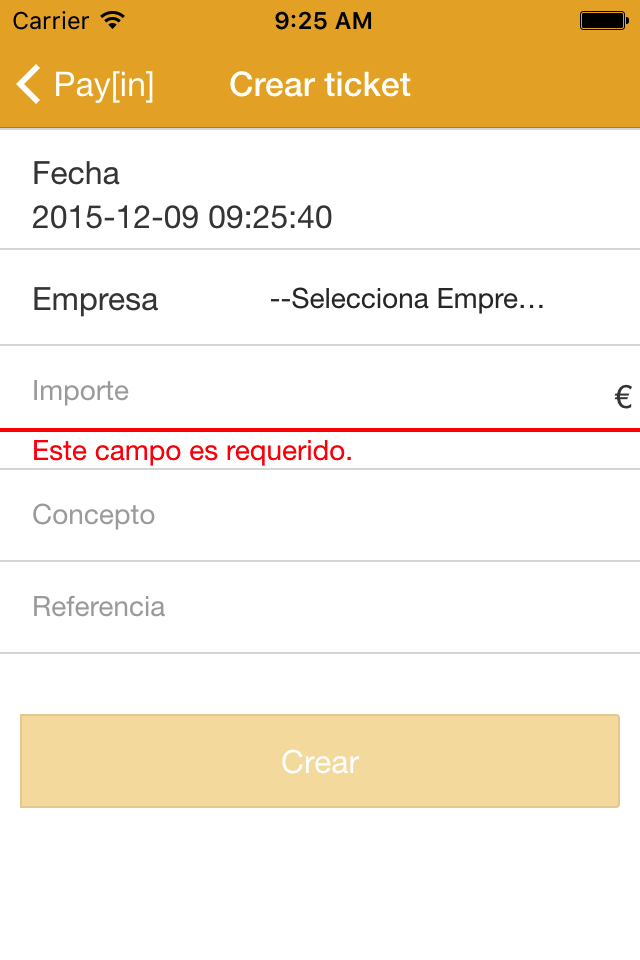 Carrier 9:25 AM
Pay[in] Crear ticket
Fecha
2015-12-09 09:25:40
Empresa --Selecciona Empre…
Importe €
Este campo es requerido.
Concepto
Referencia
Crear